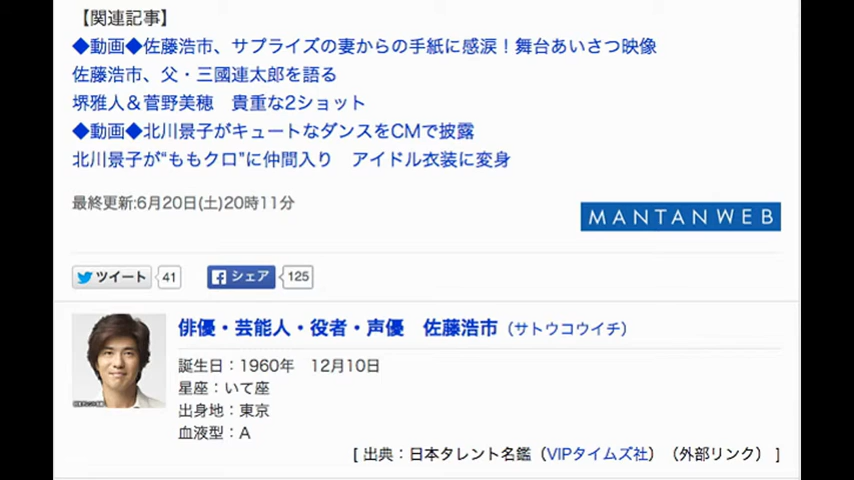 【関連記事】
◆動画◆佐藤浩市、サプライズの妻からの手紙に感涙！舞台あいさつ映像
佐藤浩市、父・三國連太郎を語る
堺雅人＆菅野美穂　貴重な2ショット
◆動画◆北川景子がキュートなダンスをCMで披露
北川景子が“ももクロ”に仲間入り　アイドル衣装に変身
最終更新:6月20日(土)20時11分
MANTANWEB
ツイート 41 シェア 125
俳優・芸能人・役者・声優　佐藤浩市（サトウコウイチ）
誕生日：1960年　12月10日
星座：いて座
出身地：東京
血液型：A
[ 出典：日本タレント名鑑（VIPタイムズ社）（外部リンク） ]